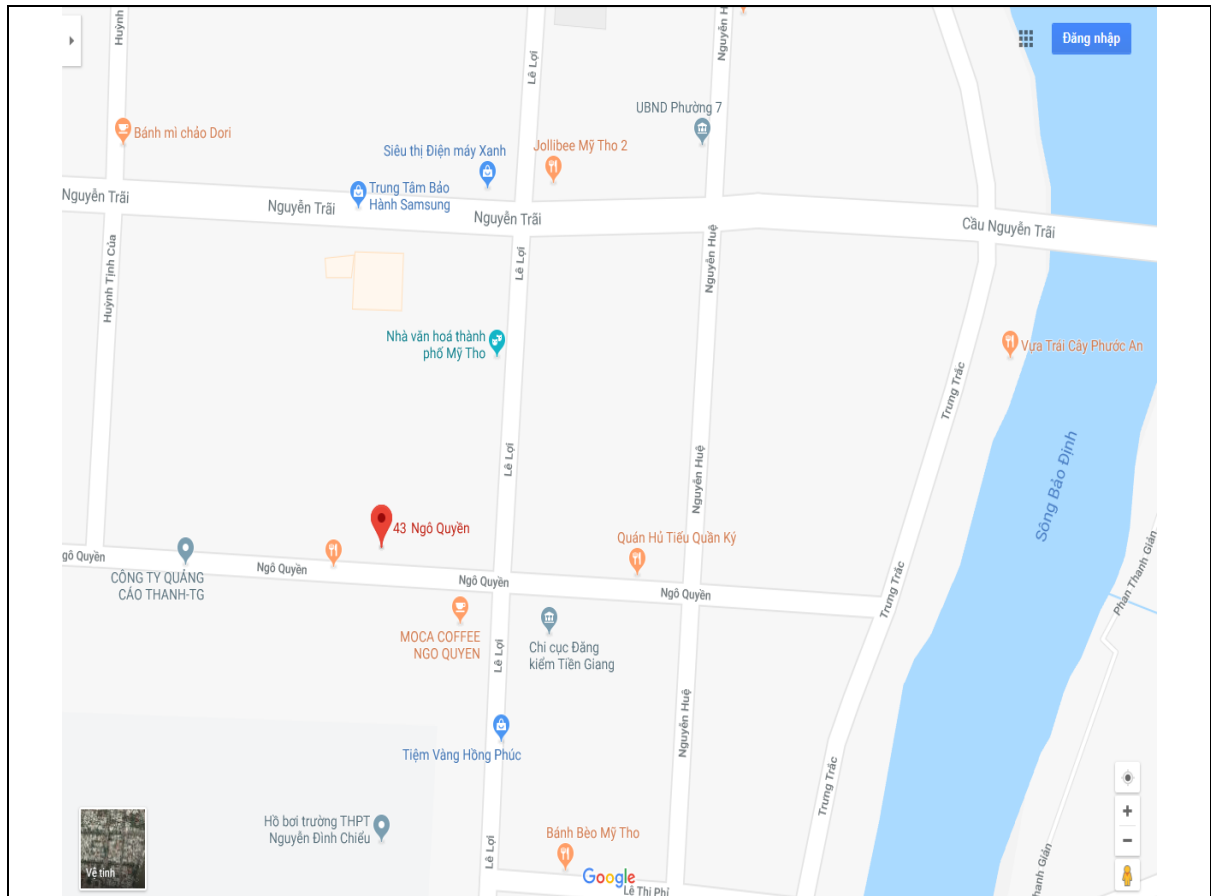 Huỳnh
Lê Lợi
Nguyễn H
Đăng nhập
UBND Phường 7
Bánh mì chảo Dori
Siêu thị Điện máy Xanh
Jollibee Mỹ Tho 2
Trung Tâm Bảo
Hành Samsung
Nguyễn Trãi
Nguyễn Trãi
Nguyễn Trãi
Cầu Nguyễn Trãi
Huỳnh Tịnh Của
Lê Lợi
Nguyễn Huệ
Nhà văn hoá thành
phố Mỹ Tho
Vựa Trái Cây Phước An
Trưng Trắc
Lê Lợi
Nguyễn Huệ
Sông Bảo Định
43 Ngô Quyền
Quán Hủ Tiếu Quần Ký
gô Quyền
CÔNG TY QUẢNG
CÁO THANH-TG
Ngô Quyền
Ngô Quyền
Ngô Quyền
Trưng Trắc
Phan Thanh Giản
MOCA COFFEE
NGO QUYEN
Lê Lợi
Chi cục Đăng
kiểm Tiền Giang
Nguyễn Huệ
Tiệm Vàng Hồng Phúc
Trưng Trắc
Hồ bơi trường THPT
Nguyễn Đình Chiểu
Lê Lợi
Bánh Bèo Mỹ Tho
hanh Giản
Vệ tinh
Google
Lê Thị Phỉ